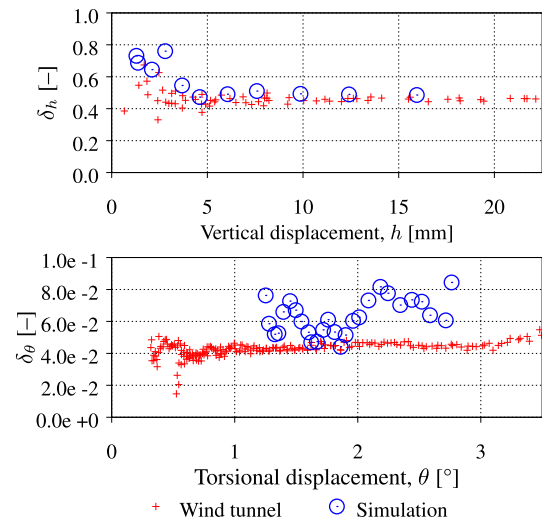 1.0
0.8
0.6
0.4
0.2
0.0
δh [-]
0 5 10 15 20
Vertical displacement, h [mm]
1.0e -1
8.0e -2
6.0e -2
4.0e -2
2.0e -2
0.0e +0
δθ [-]
0 1 2 3
Torsional displacement, θ [°]
Wind tunnel Simulation